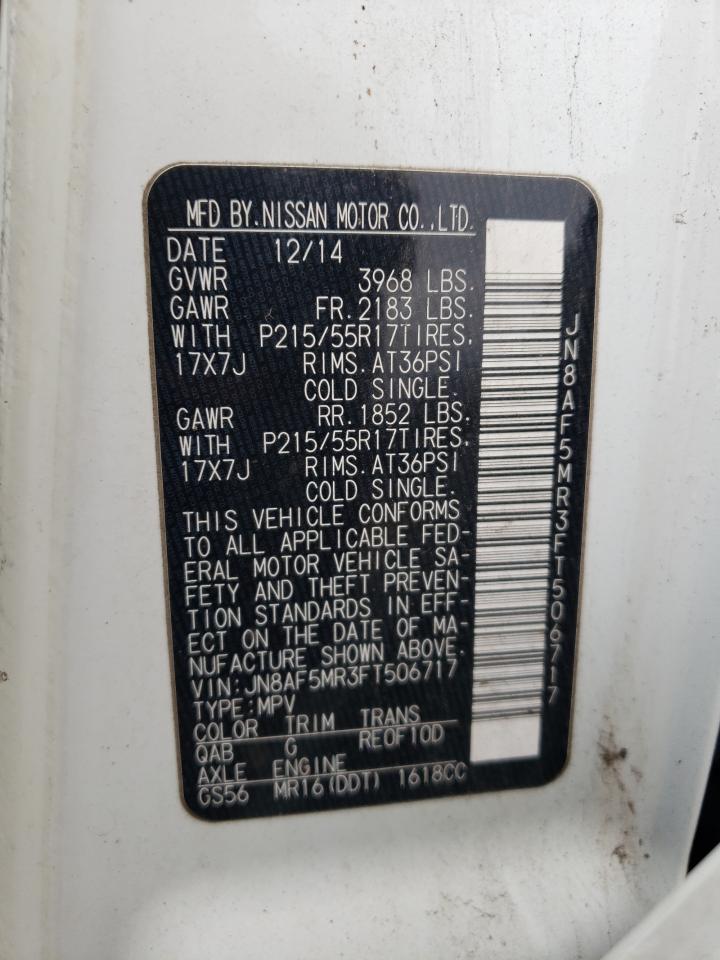 MFD BY. NISSAN MOTOR CO., LTD.
DATE 12/14
GVWR 3968 LBS.
GAWR FR. 2183 LBS.
WITH P215/55R17TIRES,
17X7J RIMS. AT36PSI
COLD SINGLE.
GAWR RR. 1852 LBS.
WITH P215/55R17TIRES,
17X7J RIMS. AT36PSI
COLD SINGLE.
THIS VEHICLE CONFORMS
TO ALL APPLICABLE FED-
ERAL MOTOR VEHICLE SA-
FETY AND THEFT PREVEN-
TION STANDARDS IN EFF-
ECT ON THE DATE OF MA-
NUFACTURE SHOWN ABOVE.
VIN:JN8AF5MR3FT506717
TYPE:MPV
COLOR TRIM TRANS
QAB G RE0F10D
AXLE ENGINE
GS56 MR16(DDT) 1618CC
JN8AF5MR3FT506717